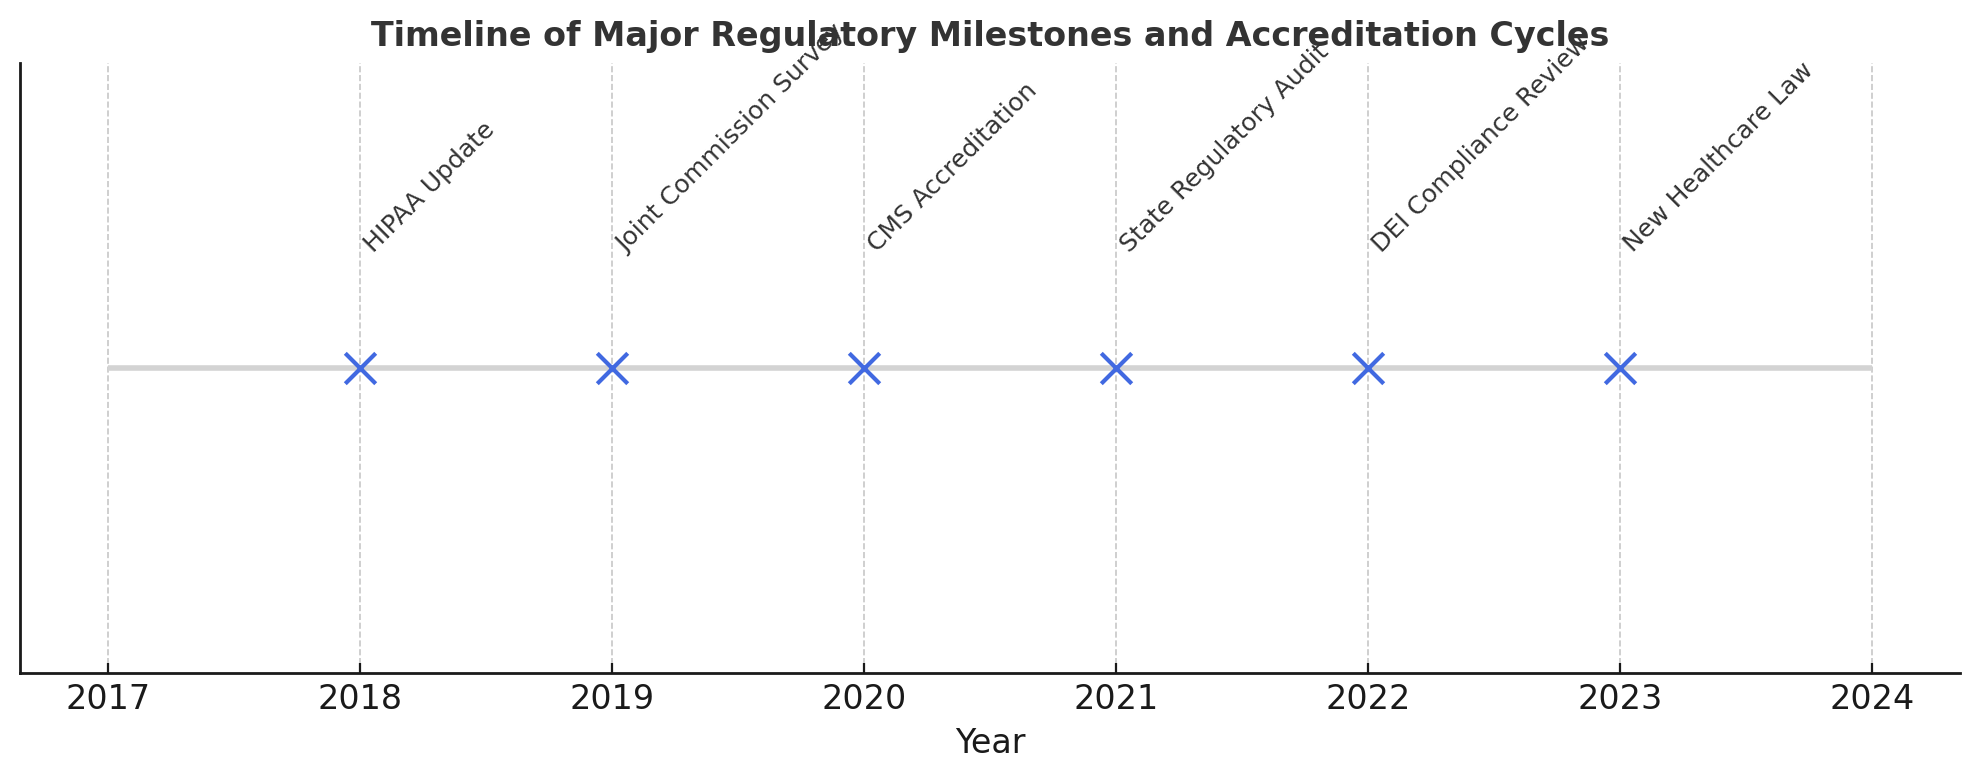 Timeline of Major Regulatory Milestones and Accreditation Cycles
HIPAA Update
Joint Commission Survey
CMS Accreditation
State Regulatory Audit
DEI Compliance Review
New Healthcare Law
2017
2018
2019
2020
2021
2022
2023
2024
Year